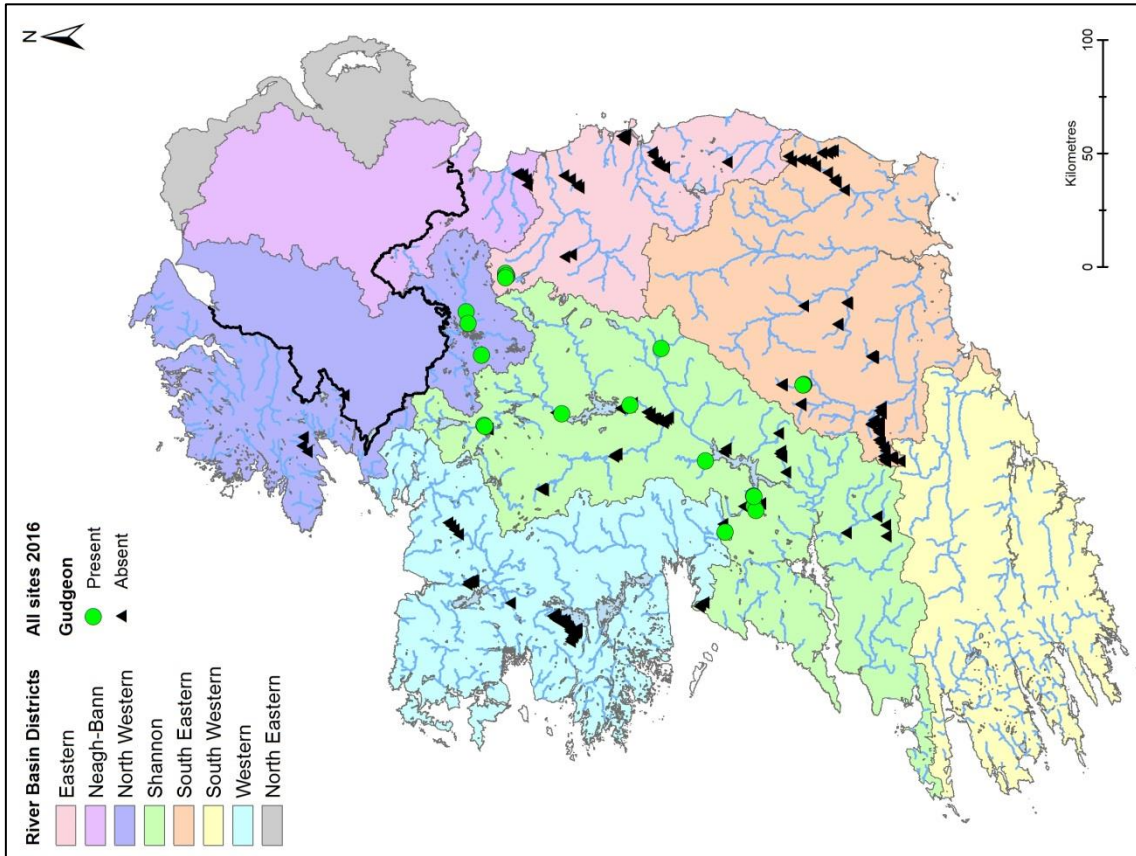 River Basin Districts
Eastern
Neagh-Bann
North Western
Shannon
South Eastern
South Western
Western
North Eastern
All sites 2016
Gudgeon
Present
Absent
N
0
50
100
Kilometres